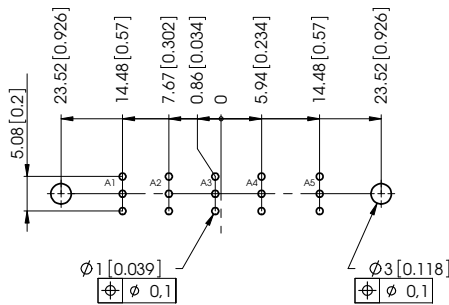 23.52 [0.926]
14.48 [0.57]
7.67 [0.302]
0.86 [0.034]
0
5.94 [0.234]
14.48 [0.57]
23.52 [0.926]
5.08 [0.2]
A1
A2
A3
A4
A5
Ø1 [0.039]
Ø 0,1
Ø3 [0.118]
Ø 0,1